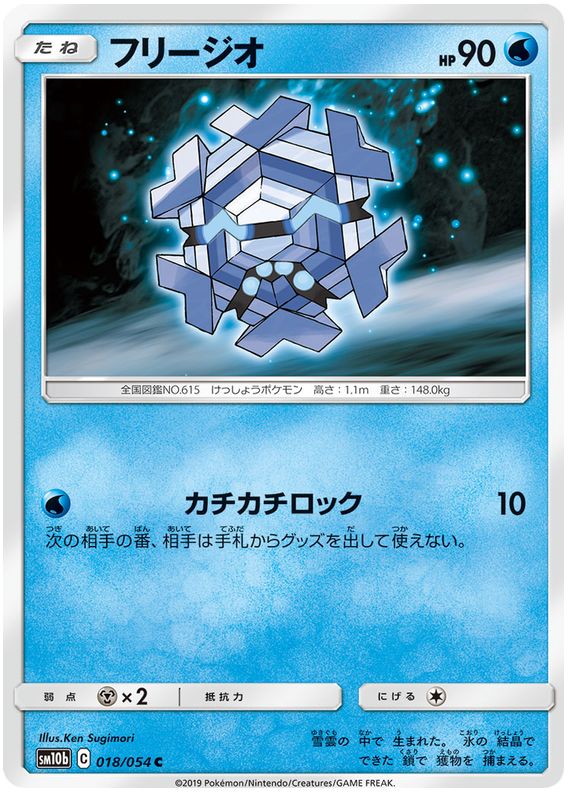 たね フリージオ HP 90
全国図鑑NO.615 けっしょうポケモン 高さ:1.1m 重さ:148.0kg
カチカチロック 10
次の相手の番、相手は手札からグッズを出して使えない。
弱点 ×2 抵抗力 にげる
Illus.Ken Sugimori
雪雲の 中で 生まれた。 氷の 結晶で
できた 鎖で 獲物を 捕まえる。
sm10b C 018/054 C
©2019 Pokémon/Nintendo/Creatures/GAME FREAK.